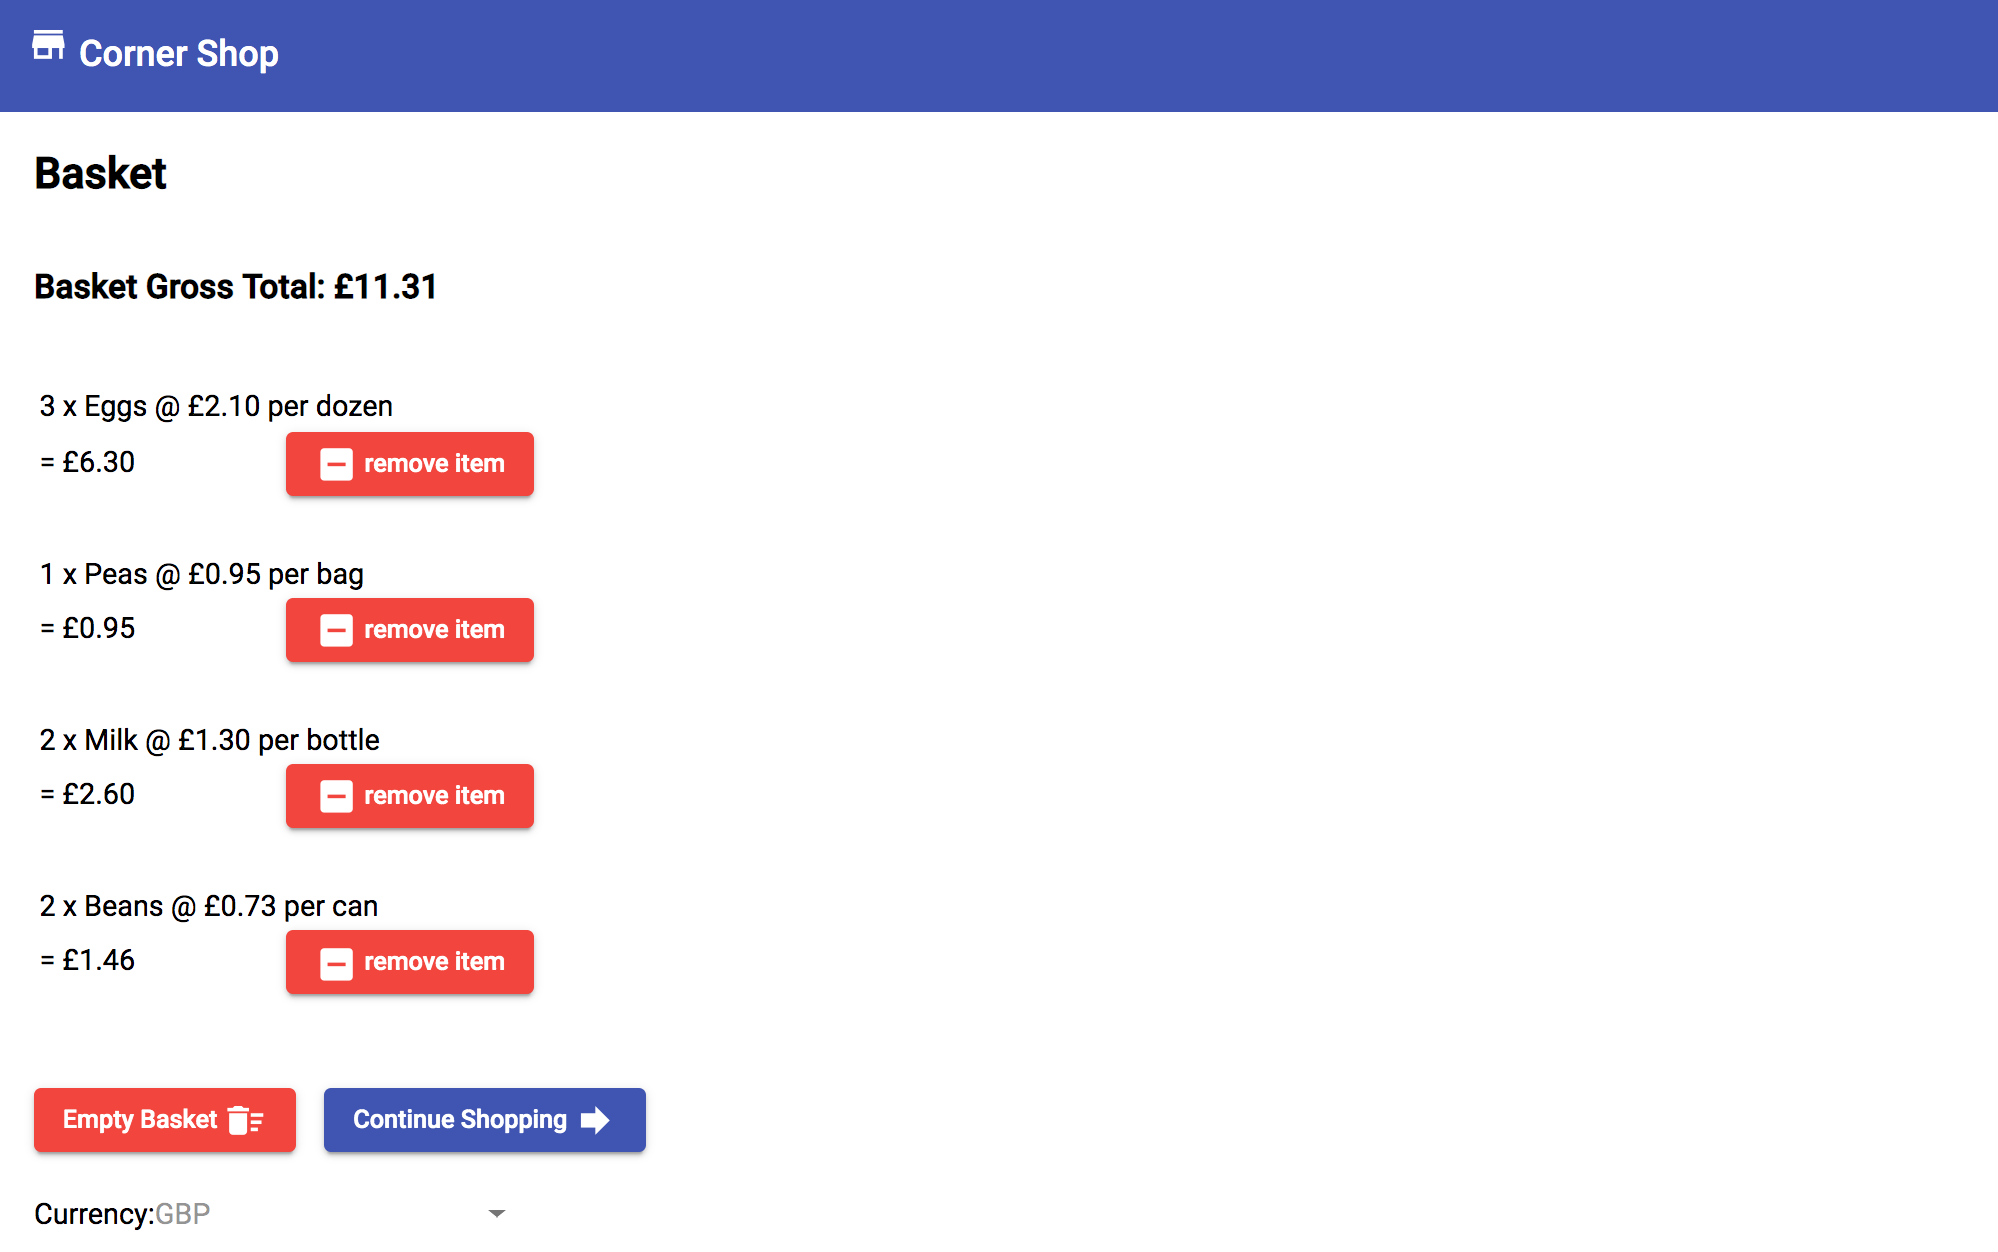 Corner Shop
Basket
Basket Gross Total: £11.31
3 x Eggs @ £2.10 per dozen
= £6.30 remove item
1 x Peas @ £0.95 per bag
= £0.95 remove item
2 x Milk @ £1.30 per bottle
= £2.60 remove item
2 x Beans @ £0.73 per can
= £1.46 remove item
Empty Basket Continue Shopping
Currency:GBP